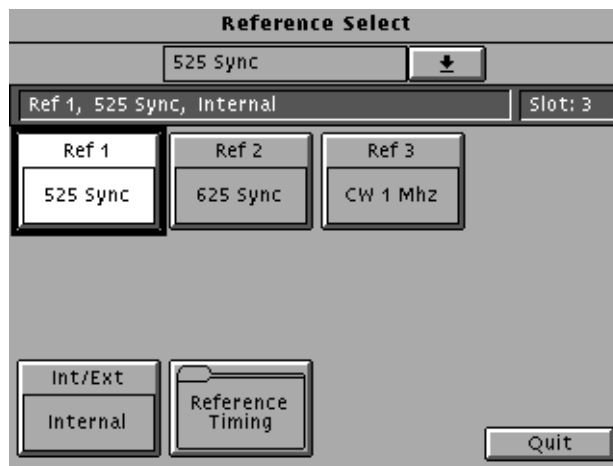 Reference Select
525 Sync
Ref 1, 525 Sync, Internal
Slot: 3
Ref 1
525 Sync
Ref 2
625 Sync
Ref 3
CW 1 Mhz
Int/Ext
Internal
Reference
Timing
Quit